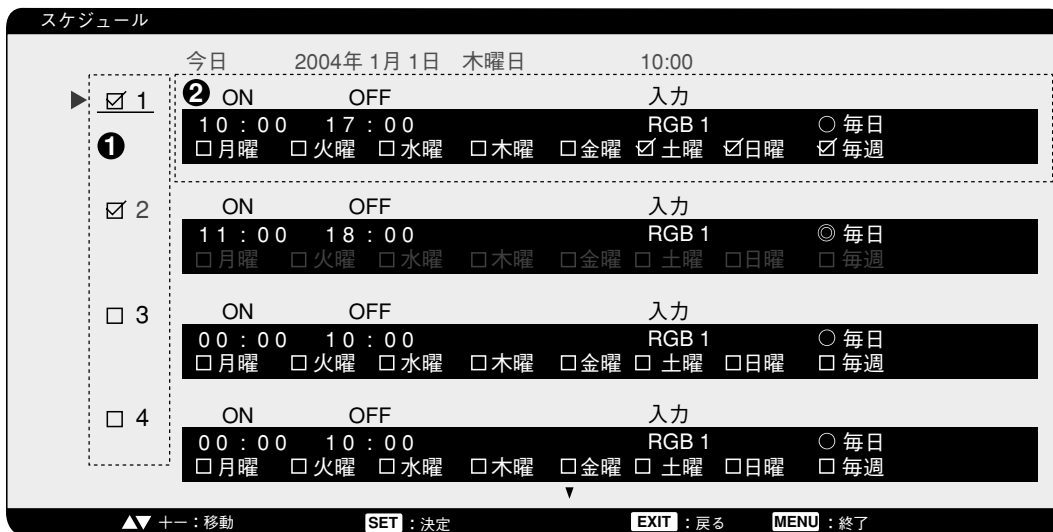 スケジュール
今日 2004年 1月 1日 木曜日 10:00
▶ ☑ 1 ❷ ON OFF 入力
❶ 10:00 17:00 RGB 1 ○ 毎日
□月曜 □火曜 □水曜 □木曜 □金曜 ☑土曜 ☑日曜 ☑毎週
☑ 2 ON OFF 入力
11:00 18:00 RGB 1 ◎ 毎日
□月曜 □火曜 □水曜 □木曜 □金曜 □土曜 □日曜 □毎週
□ 3 ON OFF 入力
00:00 10:00 RGB 1 ○ 毎日
□月曜 □火曜 □水曜 □木曜 □金曜 □土曜 □日曜 □毎週
□ 4 ON OFF 入力
00:00 10:00 RGB 1 ○ 毎日
□月曜 □火曜 □水曜 □木曜 □金曜 □土曜 □日曜 □毎週
▼
▲▼ +ー:移動 SET :決定 EXIT :戻る MENU :終了